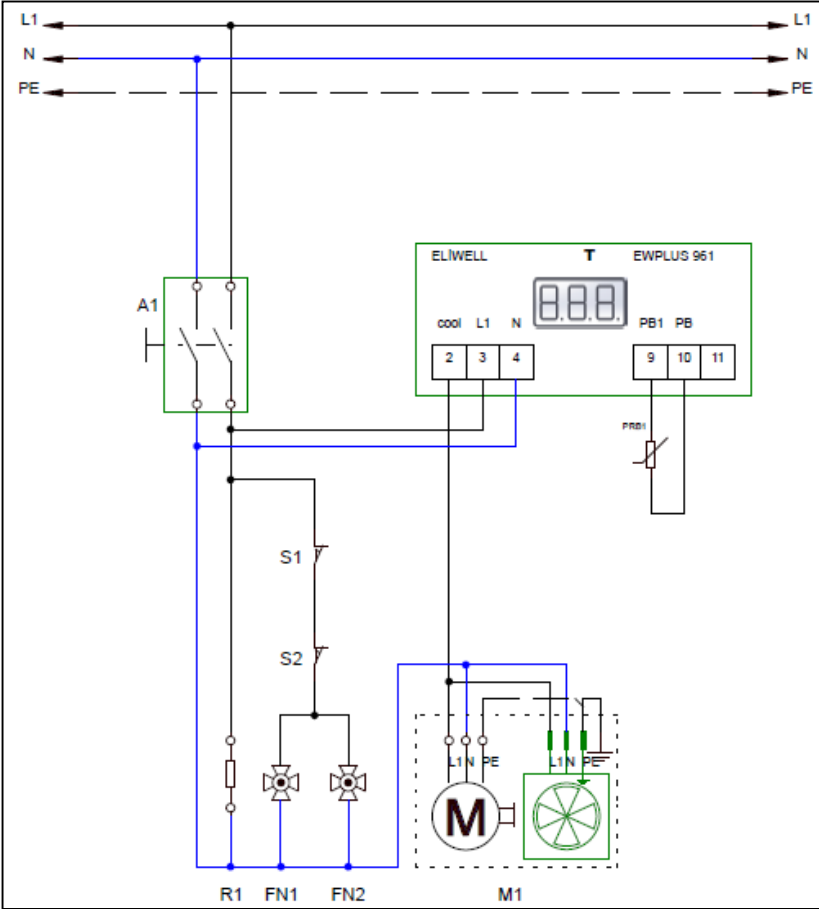 L1 L1
N N
PE PE
ELİWELL T EWPLUS 961
A1
cool L1 N PB1 PB
2 3 4 9 10 11
PRB1
S1
S2
L1 N PE L1 N PE
M
R1 FN1 FN2 M1